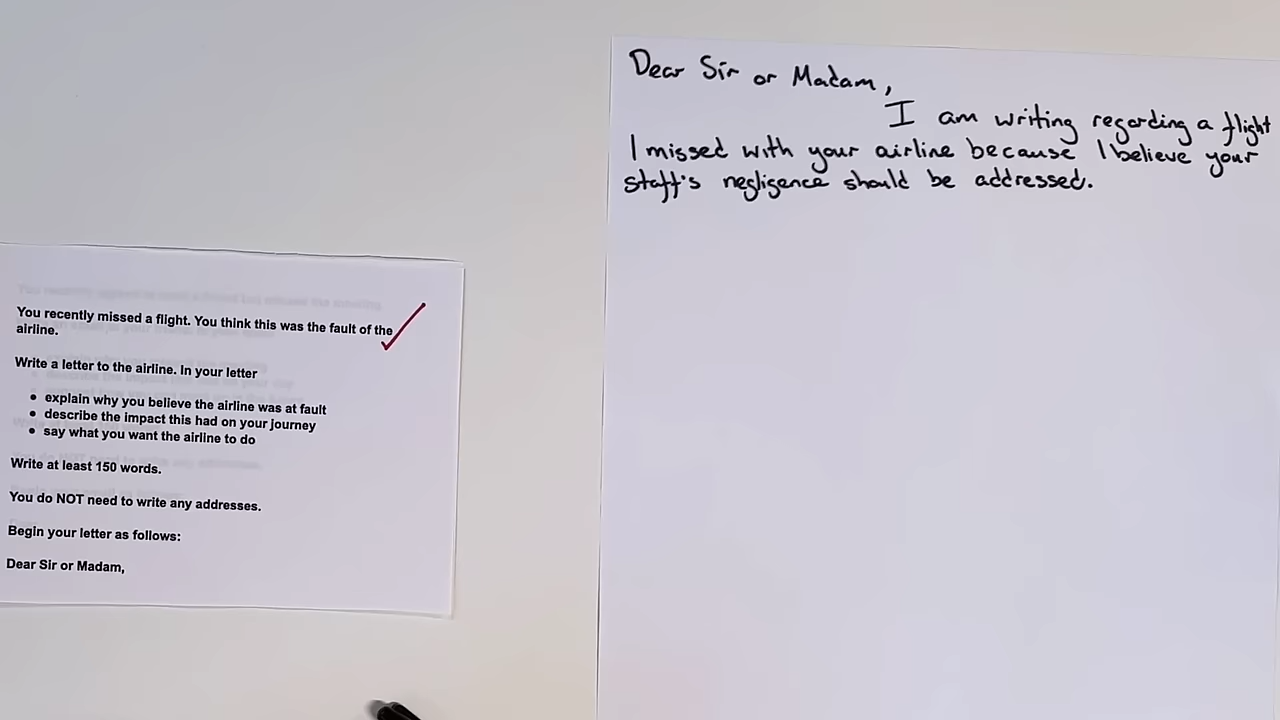 Dear Sir or Madam,
I am writing regarding a flight
I missed with your airline because I believe your
staff's negligence should be addressed.
You recently missed a flight. You think this was the fault of the
airline.
Write a letter to the airline. In your letter
• explain why you believe the airline was at fault
• describe the impact this had on your journey
• say what you want the airline to do
Write at least 150 words.
You do NOT need to write any addresses.
Begin your letter as follows:
Dear Sir or Madam,